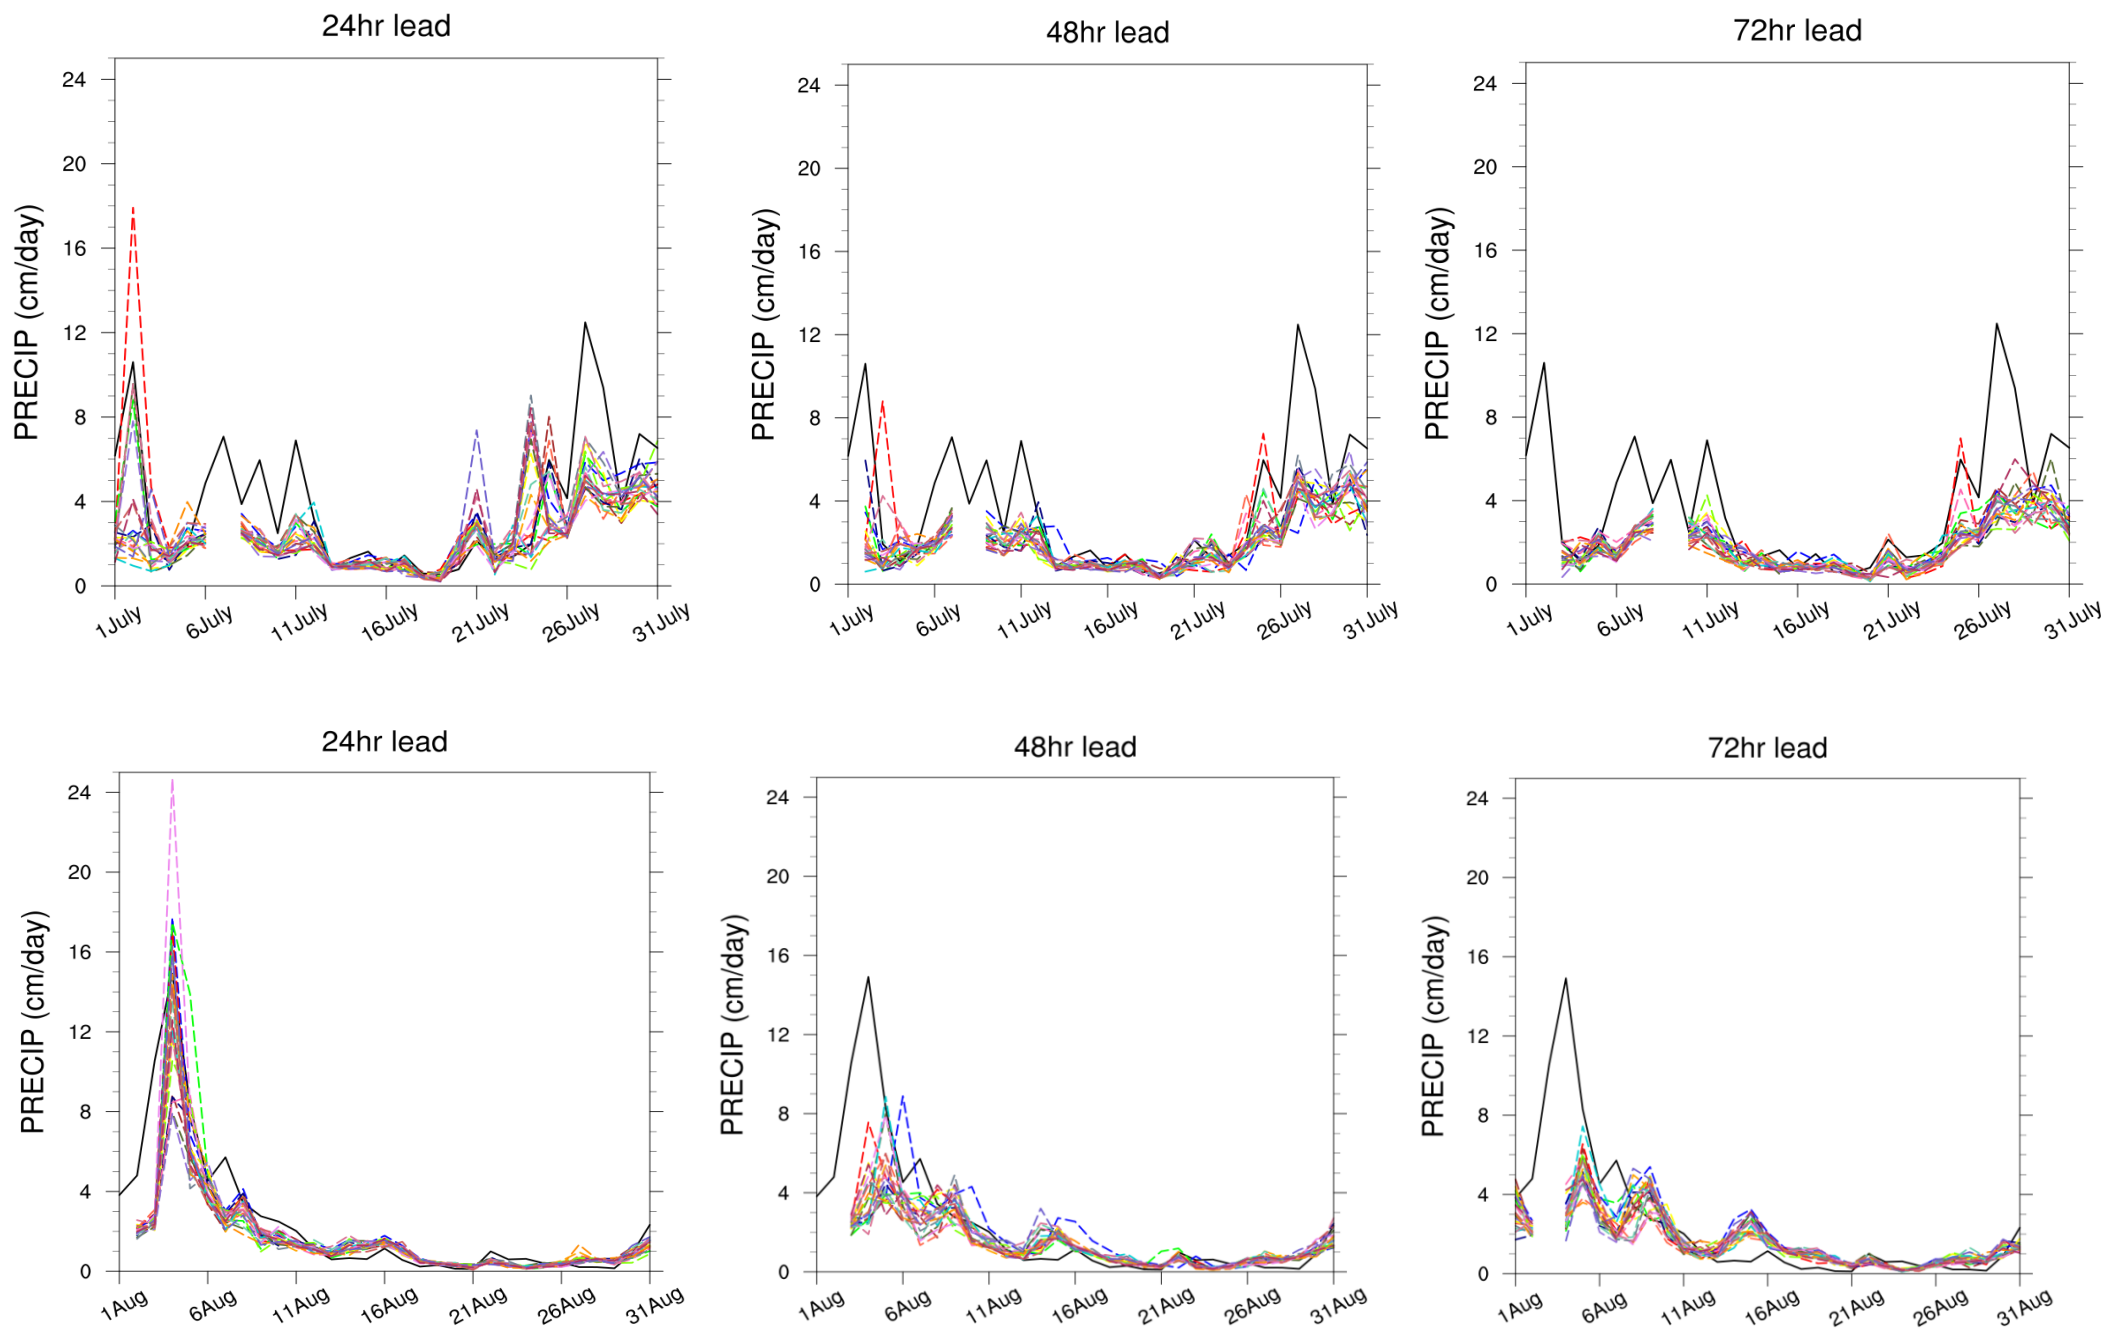 24hr lead
48hr lead
72hr lead
PRECIP (cm/day)
24
20
16
12
8
4
0
1July
6July
11July
16July
21July
26July
31July
PRECIP (cm/day)
24
20
16
12
8
4
0
1July
6July
11July
16July
21July
26July
31July
PRECIP (cm/day)
24
20
16
12
8
4
0
1July
6July
11July
16July
21July
26July
31July
24hr lead
48hr lead
72hr lead
PRECIP (cm/day)
24
20
16
12
8
4
0
1Aug
6Aug
11Aug
16Aug
21Aug
26Aug
31Aug
PRECIP (cm/day)
24
20
16
12
8
4
0
1Aug
6Aug
11Aug
16Aug
21Aug
26Aug
31Aug
PRECIP (cm/day)
24
20
16
12
8
4
0
1Aug
6Aug
11Aug
16Aug
21Aug
26Aug
31Aug